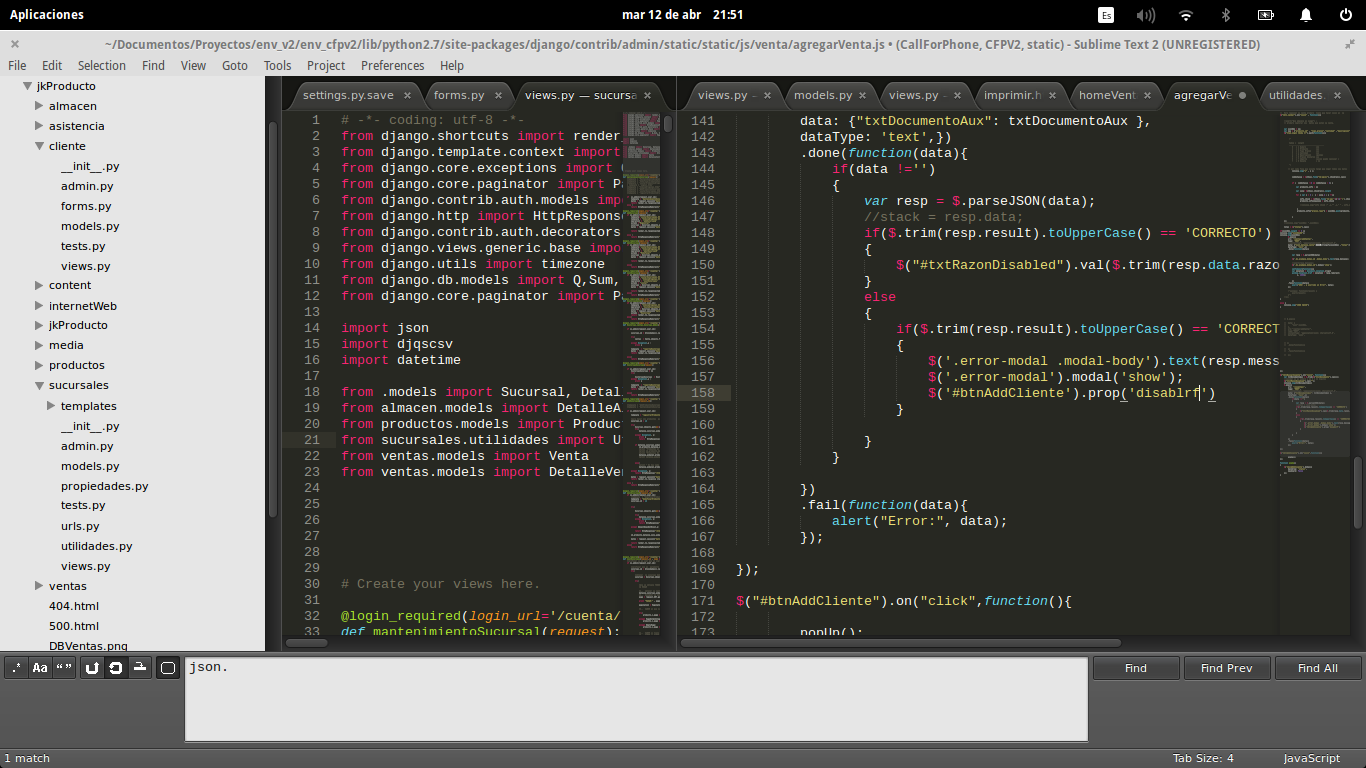 Aplicaciones
mar 12 de abr 21:51
Es
~/Documentos/Proyectos/env_v2/env_cfpv2/lib/python2.7/site-packages/django/contrib/admin/static/static/js/venta/agregarVenta.js • (CallForPhone, CFPV2, static) - Sublime Text 2 (UNREGISTERED)
File Edit Selection Find View Goto Tools Project Preferences Help
jkProducto
almacen
asistencia
cliente
__init__.py
admin.py
forms.py
models.py
tests.py
views.py
content
internetWeb
jkProducto
media
productos
sucursales
templates
__init__.py
admin.py
models.py
propiedades.py
tests.py
urls.py
utilidades.py
views.py
ventas
404.html
500.html
DBVentas.png
settings.py.save × forms.py × views.py — sucursa ×
1 # -*- coding: utf-8 -*-
2 from django.shortcuts import render
3 from django.template.context import
4 from django.core.exceptions import
5 from django.core.paginator import Pa
6 from django.contrib.auth.models imp
7 from django.http import HttpRespons
8 from django.contrib.auth.decorators
9 from django.views.generic.base impo
10 from django.utils import timezone
11 from django.db.models import Q,Sum,
12 from django.core.paginator import P
13
14 import json
15 import djqscsv
16 import datetime
17
18 from .models import Sucursal, Detal
19 from almacen.models import DetalleA
20 from productos.models import Produc
21 from sucursales.utilidades import U
22 from ventas.models import Venta
23 from ventas.models import DetalleVe
24
25
26
27
28
29
30 # Create your views here.
31
32 @login_required(login_url='/cuenta/
33 def mantenimientoSucursal(request):
views.py - × models.py × views.py — × imprimir.h × homeVent × agregarVe utilidades. ×
141 data: {"txtDocumentoAux": txtDocumentoAux },
142 dataType: 'text',})
143 .done(function(data){
144 if(data !='')
145 {
146 var resp = $.parseJSON(data);
147 //stack = resp.data;
148 if($.trim(resp.result).toUpperCase() == 'CORRECTO')
149 {
150 $("#txtRazonDisabled").val($.trim(resp.data.razo
151 }
152 else
153 {
154 if($.trim(resp.result).toUpperCase() == 'CORRECT
155 {
156 $('.error-modal .modal-body').text(resp.mess
157 $('.error-modal').modal('show');
158 $('#btnAddCliente').prop('disablrf')
159 }
160
161 }
162 }
163
164 })
165 .fail(function(data){
166 alert("Error:", data);
167 });
168
169 });
170
171 $("#btnAddCliente").on("click",function(){
172
173 popUp();
.* Aa “ ”
json.
Find Find Prev Find All
1 match
Tab Size: 4 JavaScript